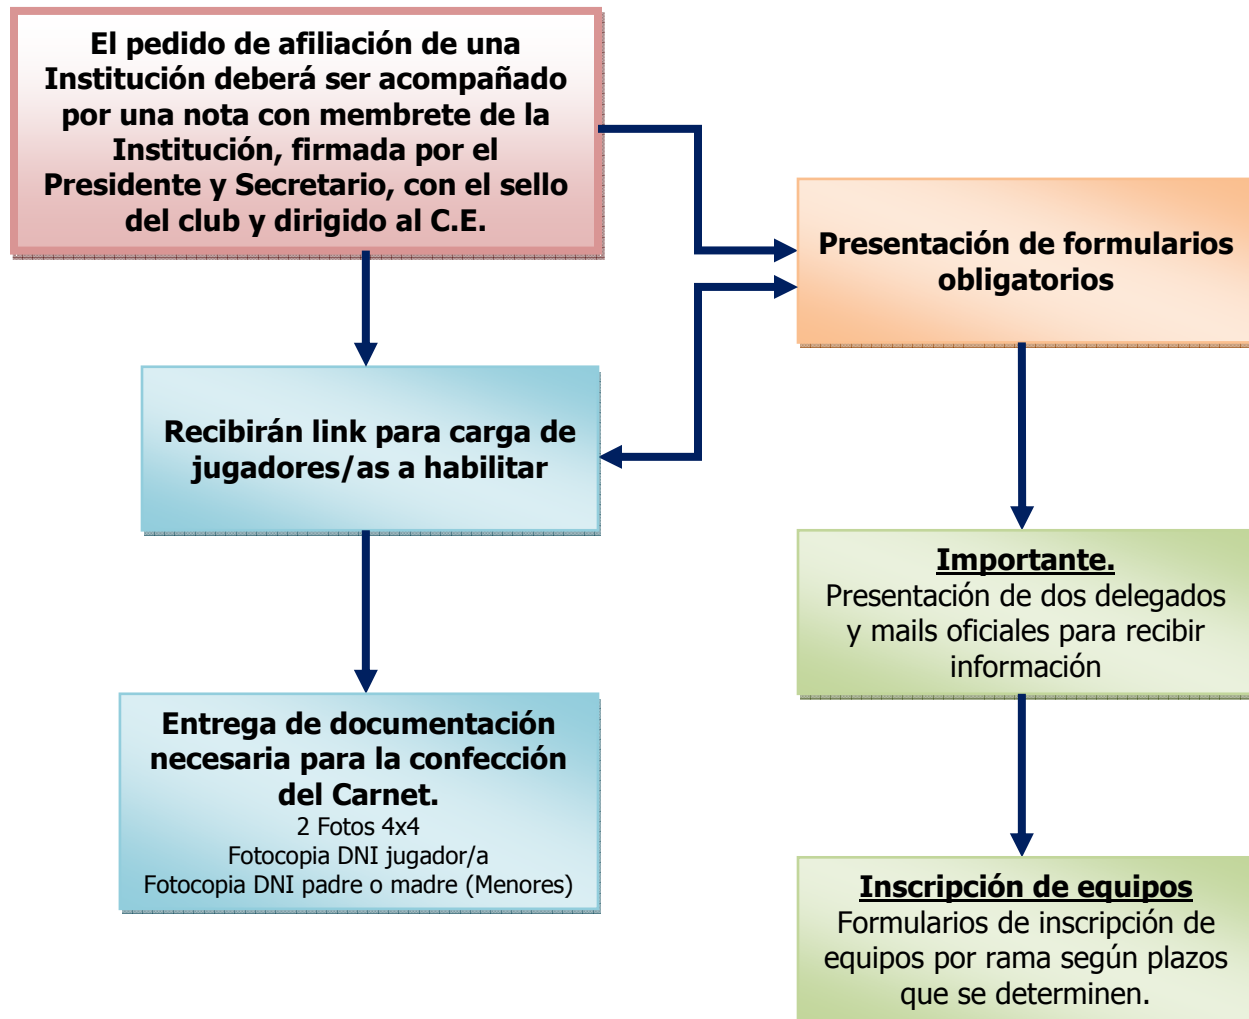 El pedido de afiliación de una
Institución deberá ser acompañado
por una nota con membrete de la
Institución, firmada por el
Presidente y Secretario, con el sello
del club y dirigido al C.E.
Presentación de formularios
obligatorios
Recibirán link para carga de
jugadores/as a habilitar
Importante.
Presentación de dos delegados
y mails oficiales para recibir
información
Entrega de documentación
necesaria para la confección
del Carnet.
2 Fotos 4x4
Fotocopia DNI jugador/a
Fotocopia DNI padre o madre (Menores)
Inscripción de equipos
Formularios de inscripción de
equipos por rama según plazos
que se determinen.